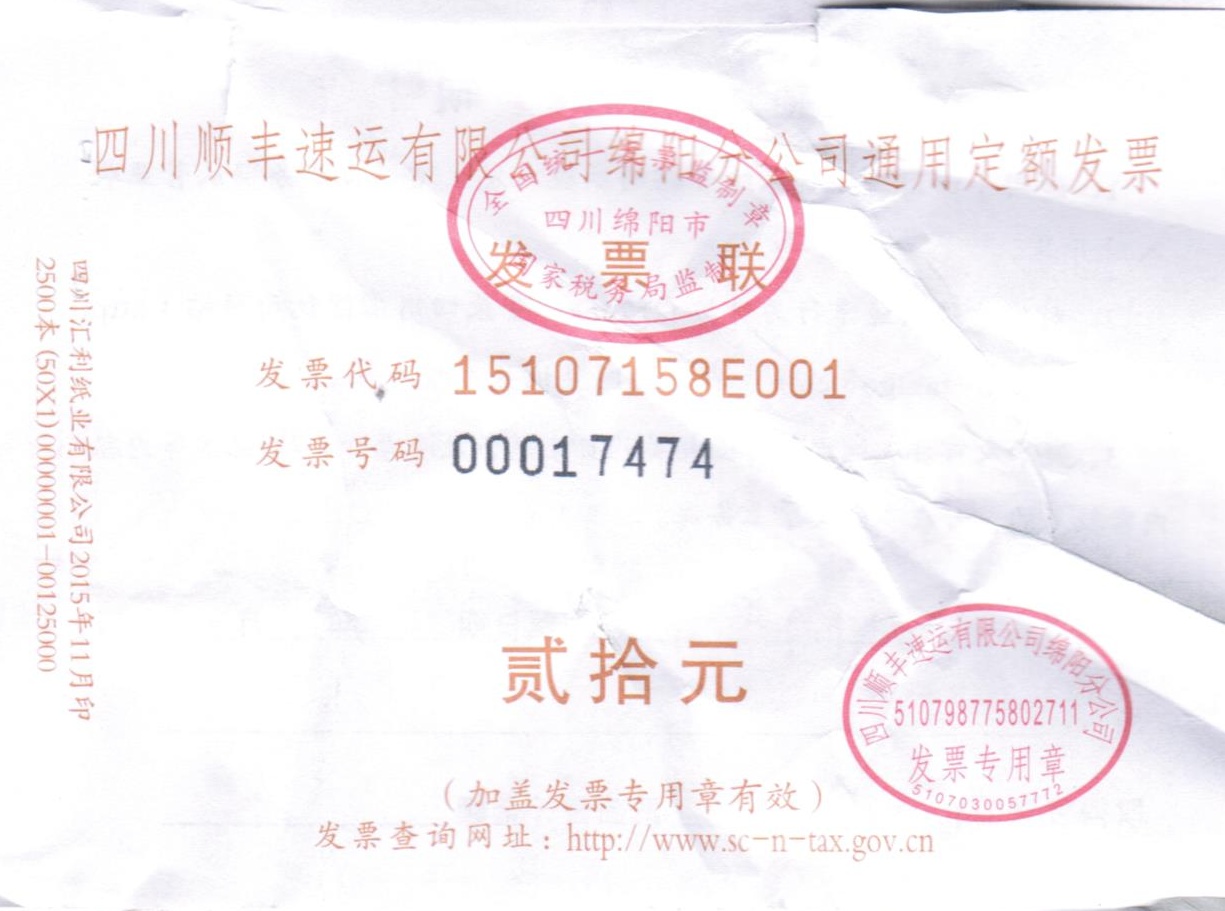 四川顺丰速运有限公司绵阳分公司通用定额发票
全国统一发票监制章
四川绵阳市
国家税务局监制
发票联
发票代码 15107158E001
发票号码 00017474
四川汇利纸业有限公司2015年11月印
2500本(50X1)00000001-00125000
贰拾元
四川顺丰速运有限公司绵阳分公司
510798775802711
发票专用章
5107030057772
(加盖发票专用章有效)
发票查询网址:http://www.sc-n-tax.gov.cn